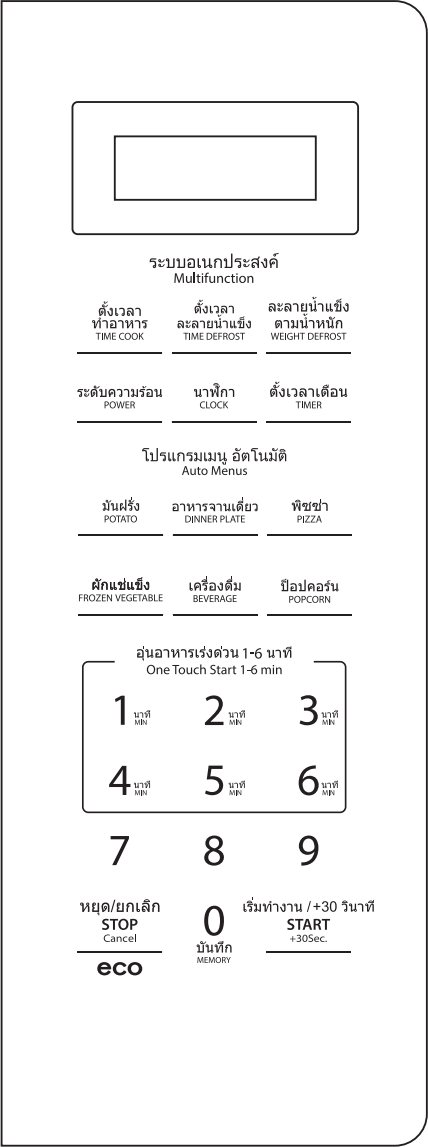 ระบบอเนกประสงค์
Multifunction
ตั้งเวลา
ทำอาหาร
TIME COOK
ตั้งเวลา
ละลายน้ำแข็ง
TIME DEFROST
ละลายน้ำแข็ง
ตามน้ำหนัก
WEIGHT DEFROST
ระดับความร้อน
POWER
นาฬิกา
CLOCK
ตั้งเวลาเตือน
TIMER
โปรแกรมเมนู อัตโนมัติ
Auto Menus
มันฝรั่ง
POTATO
อาหารจานเดี่ยว
DINNER PLATE
พิซซ่า
PIZZA
ผักแช่แข็ง
FROZEN VEGETABLE
เครื่องดื่ม
BEVERAGE
ป๊อปคอร์น
POPCORN
อุ่นอาหารเร่งด่วน 1-6 นาที
One Touch Start 1-6 min
1 นาที
MIN
2 นาที
MIN
3 นาที
MIN
4 นาที
MIN
5 นาที
MIN
6 นาที
MIN
7
8
9
หยุด/ยกเลิก
STOP
Cancel
eco
0
บันทึก
MEMORY
เริ่มทำงาน /+30 วินาที
START
+30Sec.